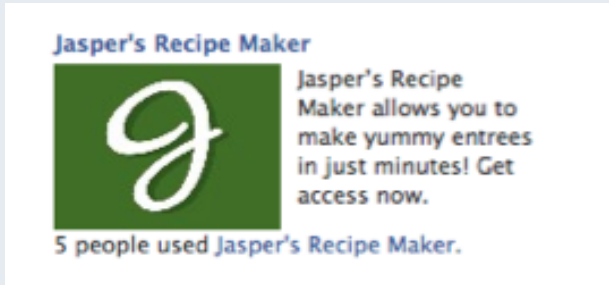 Jasper's Recipe Maker
J
Jasper's Recipe
Maker allows you to
make yummy entrees
in just minutes! Get
access now.
5 people used Jasper's Recipe Maker.